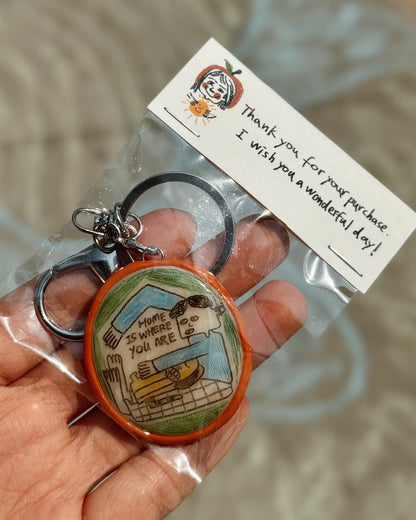 Thank you for your purchase.
I wish you a wonderful day!
HOME
IS WHERE
YOU ARE